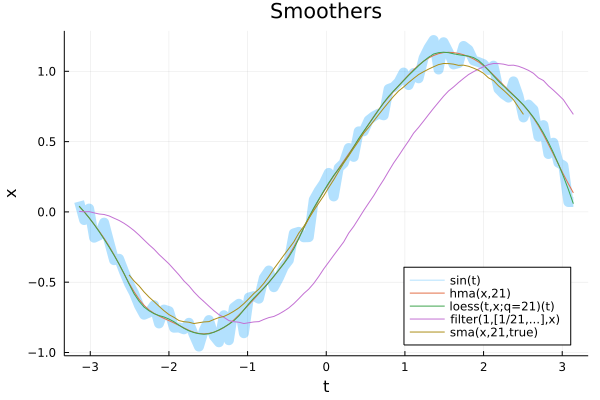 Smoothers
x
1.0
0.5
0.0
−0.5
−1.0
−3
−2
−1
0
1
2
3
t
sin(t)
hma(x,21)
loess(t,x;q=21)(t)
filter(1,[1/21,...],x)
sma(x,21,true)